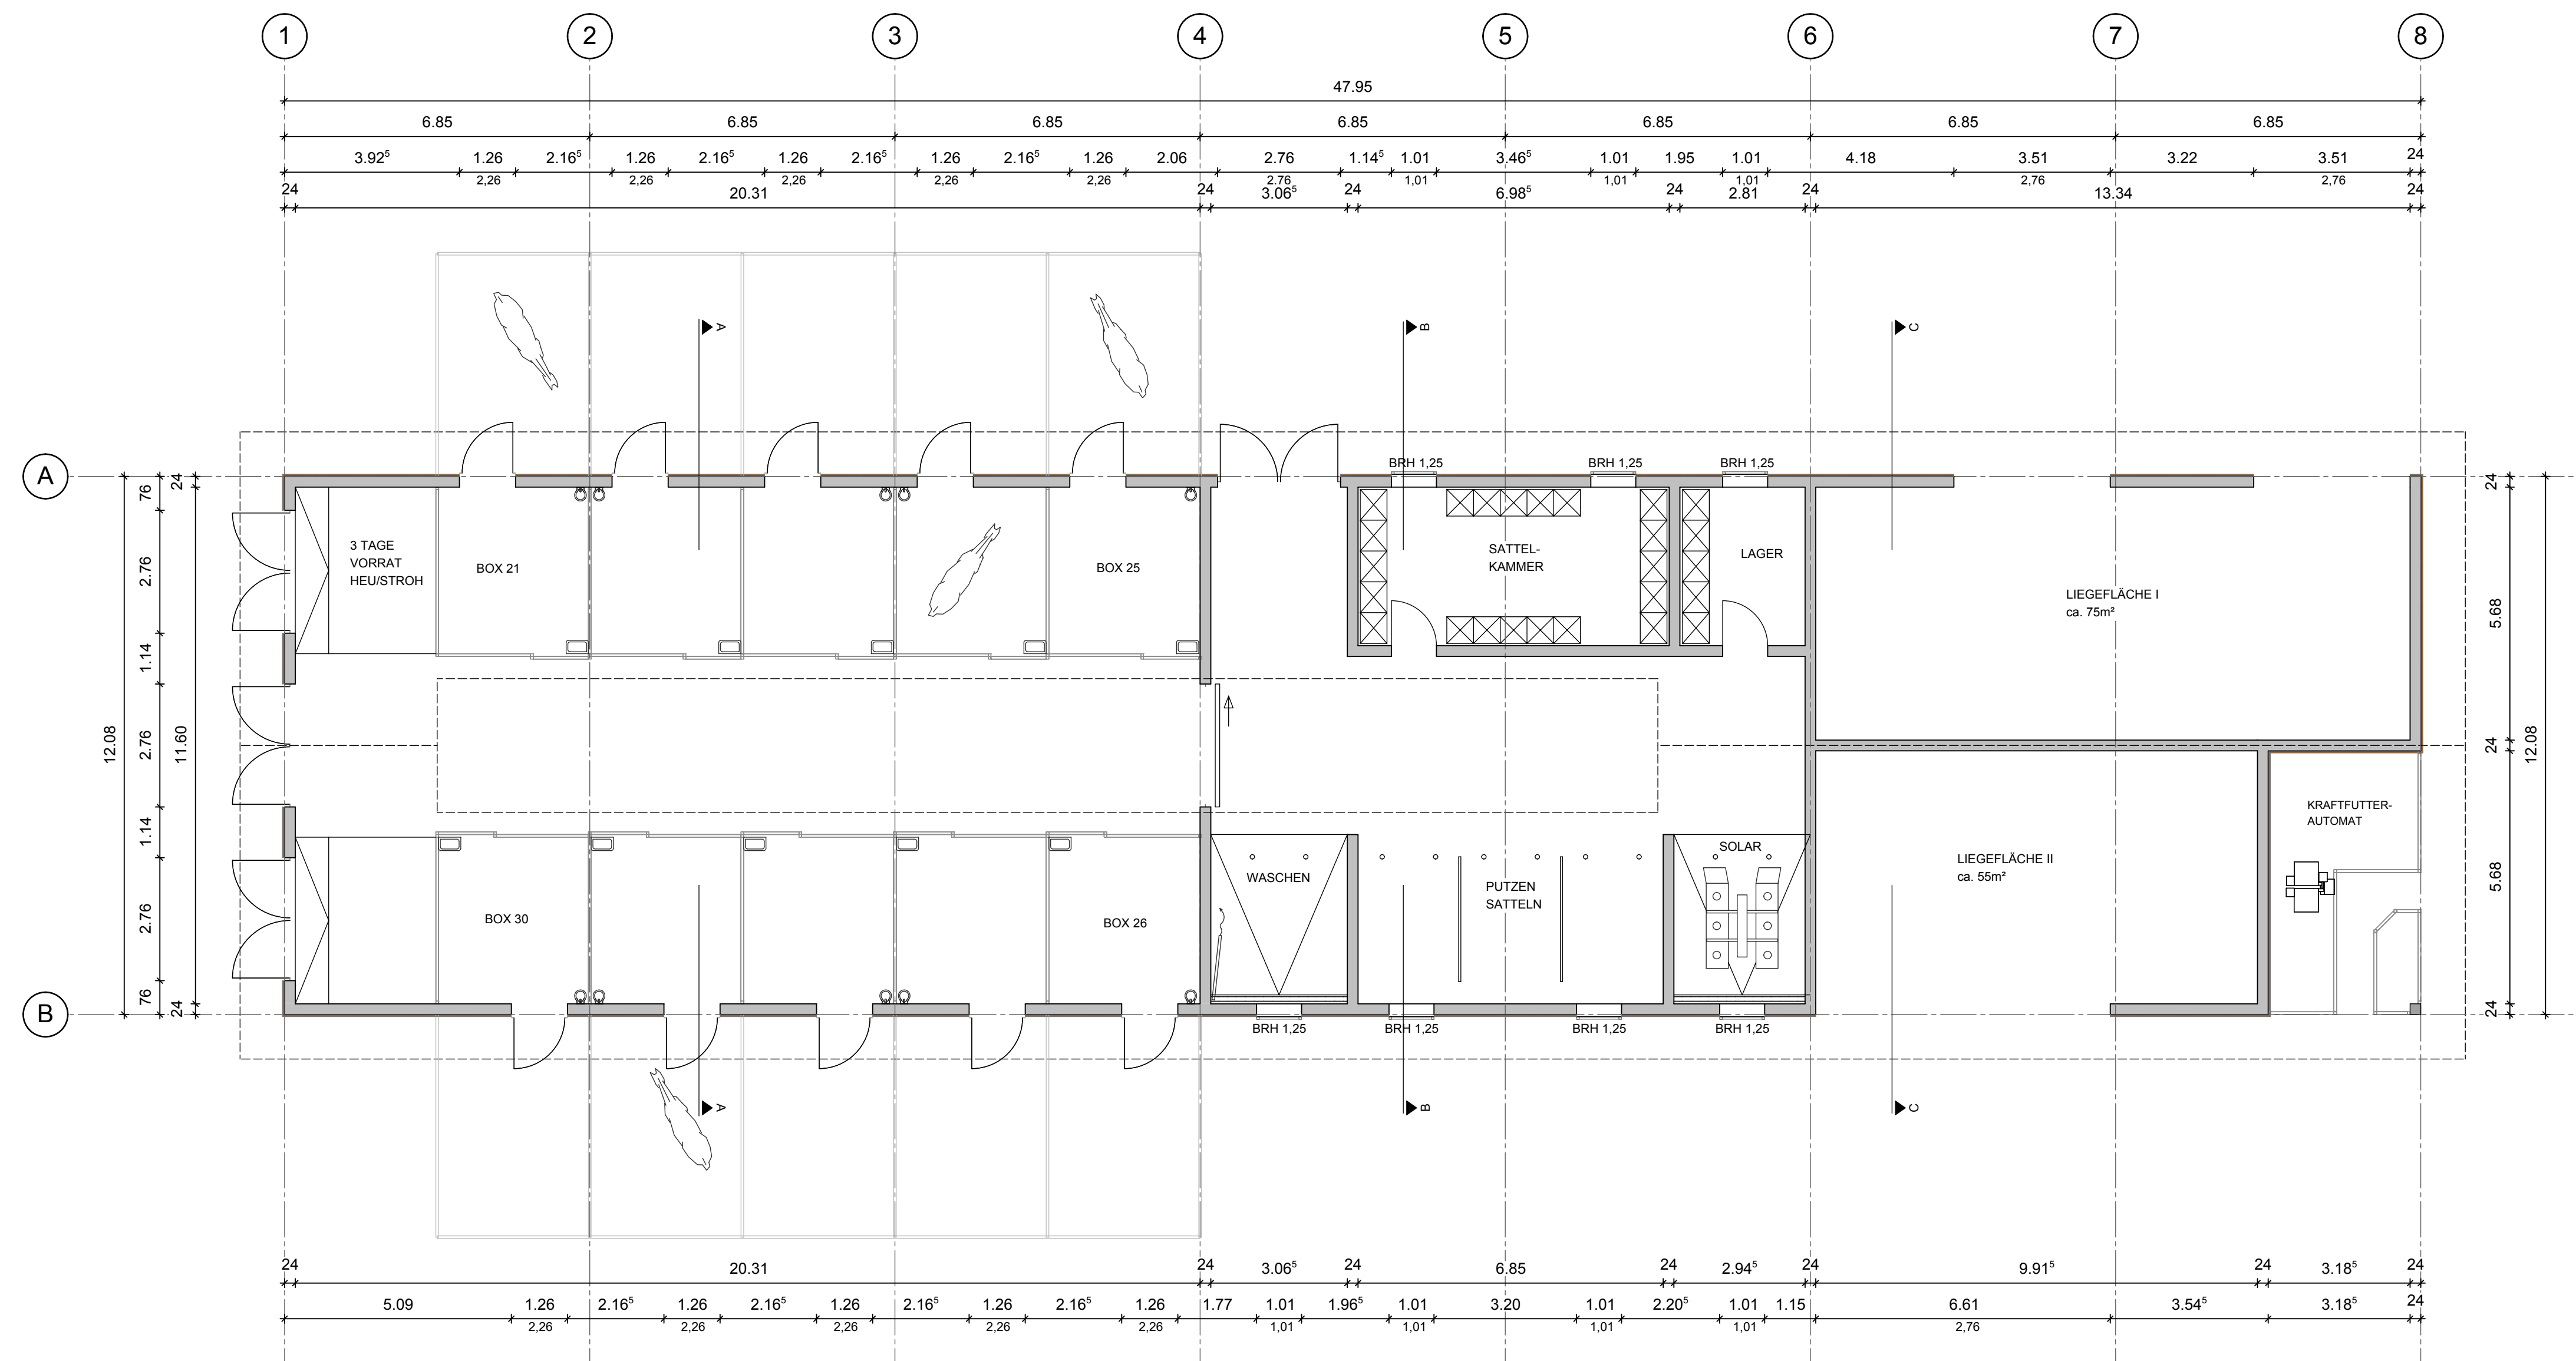 1 2 3 4 5 6 7 8
47.95
6.85 6.85 6.85 6.85 6.85 6.85 6.85
3.92⁵ 1.26 2.16⁵ 1.26 2.16⁵ 1.26 2.16⁵ 1.26 2.16⁵ 1.26 2.06 2.76 1.14⁵ 1.01 3.46⁵ 1.01 1.95 1.01 4.18 3.51 3.22 3.51 24
2,26 2,26 2,26 2,26 2,26 2.76 1,01 1,01 1,01 2,76 2,76
24 20.31 24 3.06⁵ 24 6.98⁵ 24 2.81 24 13.34 24
A B C
BRH 1,25 BRH 1,25 BRH 1,25
A
B
12.08
76
2.76
1.14
2.76
1.14
2.76
76
24
11.60
24
3 TAGE
VORRAT
HEU/STROH
BOX 21
BOX 25
SATTEL-
KAMMER
LAGER
LIEGEFLÄCHE I
ca. 75m²
24
5.68
24
5.68
24
12.08
BOX 30
BOX 26
WASCHEN
PUTZEN
SATTELN
SOLAR
LIEGEFLÄCHE II
ca. 55m²
KRAFTFUTTER-
AUTOMAT
BRH 1,25 BRH 1,25 BRH 1,25 BRH 1,25
A B C
24 20.31 24 3.06⁵ 24 6.85 24 2.94⁵ 24 9.91⁵ 24 3.18⁵ 24
5.09 1.26 2.16⁵ 1.26 2.16⁵ 1.26 2.16⁵ 1.26 2.16⁵ 1.26 1.77 1.01 1.96⁵ 1.01 3.20 1.01 2.20⁵ 1.01 1.15 6.61 3.54⁵ 3.18⁵ 24
2,26 2,26 2,26 2,26 2,26 1,01 1,01 1,01 1,01 2,76